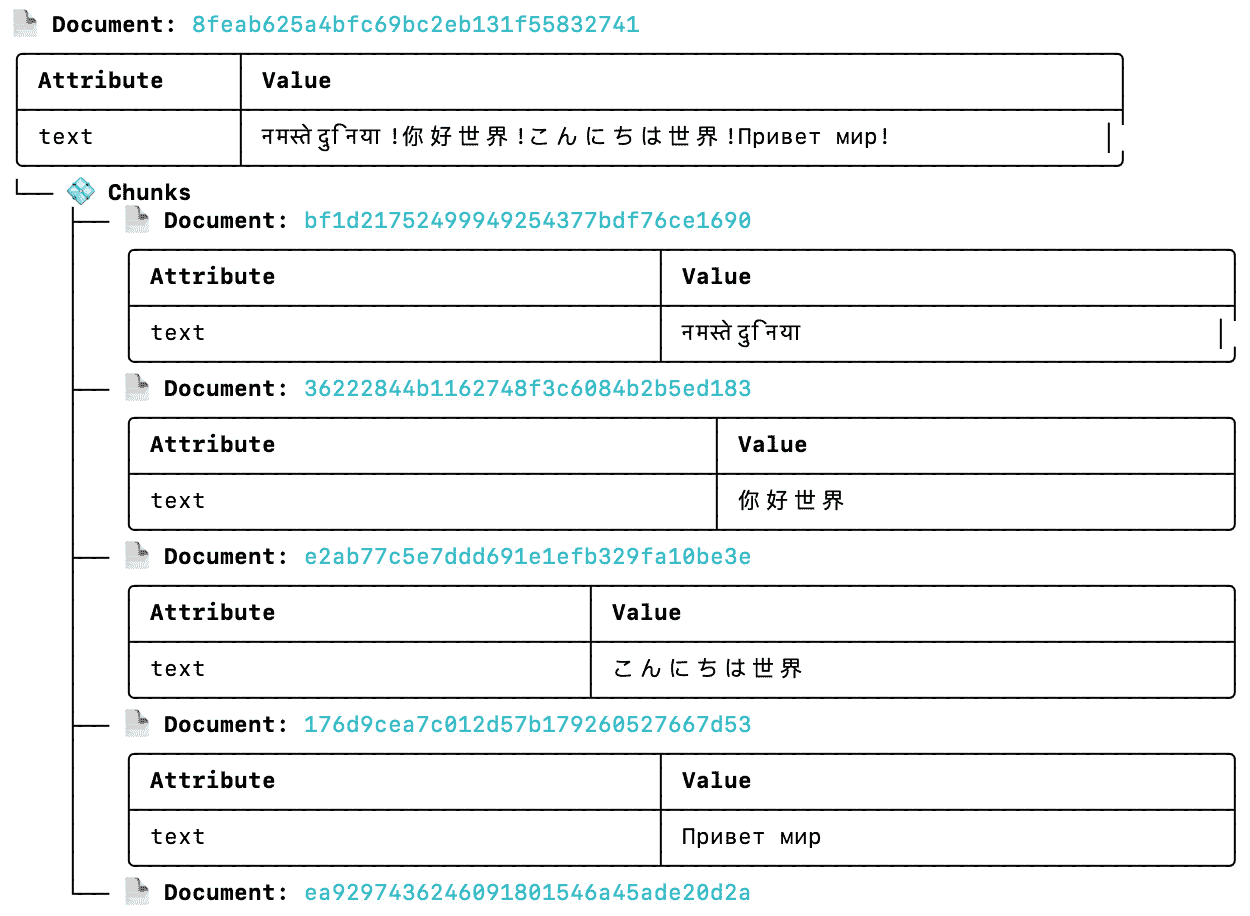 Document: 8feab625a4bfc69bc2eb131f55832741
Attribute Value
text नमस्ते दुनिया !你好世界!こんにちは世界!Привет мир!
Chunks
Document: bf1d21752499949254377bdf76ce1690
Attribute Value
text नमस्ते दुनिया
Document: 36222844b1162748f3c6084b2b5ed183
Attribute Value
text 你好世界
Document: e2ab77c5e7ddd691e1efb329fa10be3e
Attribute Value
text こんにちは世界
Document: 176d9cea7c012d57b179260527667d53
Attribute Value
text Привет мир
Document: ea9297436246091801546a45ade20d2a